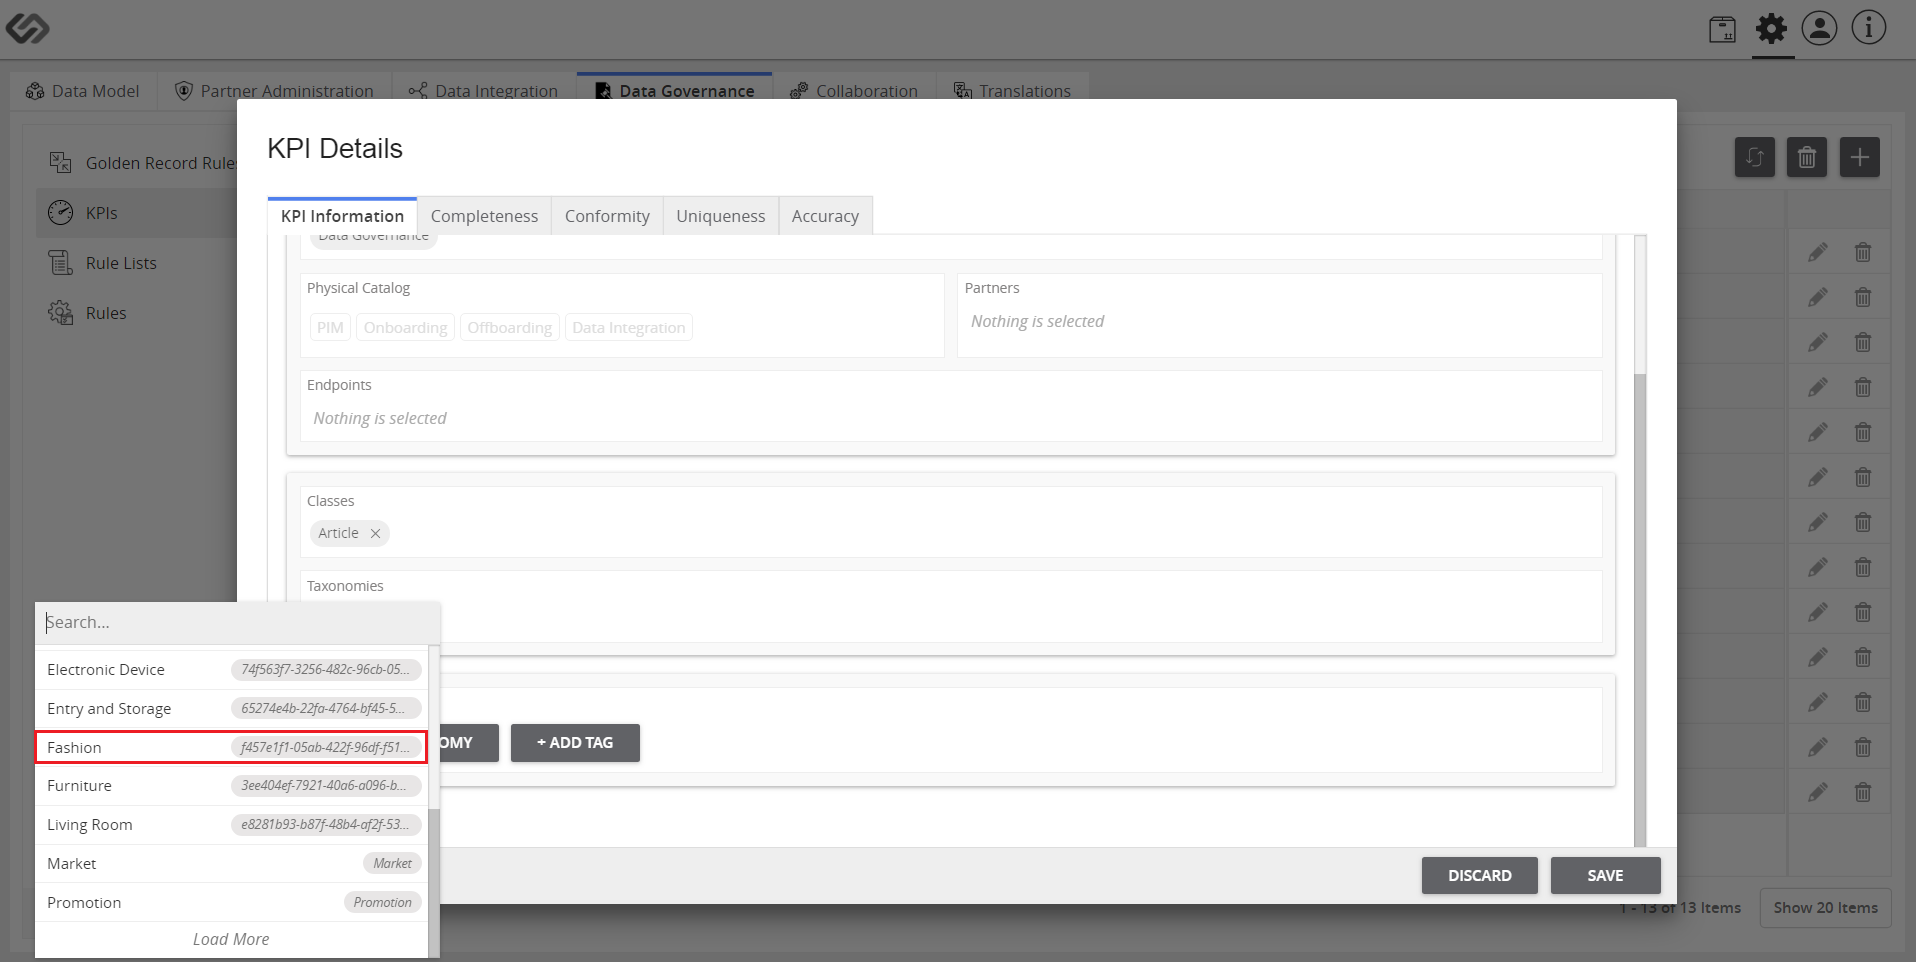 Data Model
Partner Administration
Data Integration
Data Governance
Collaboration
Translations
Golden Record Rules
KPIs
Rule Lists
Rules
KPI Details
KPI Information
Completeness
Conformity
Uniqueness
Accuracy
Data Governance
Physical Catalog
PIM Onboarding Offboarding Data Integration
Partners
Nothing is selected
Endpoints
Nothing is selected
Classes
Article
Taxonomies
Search...
Electronic Device 74f563f7-3256-482c-96cb-05...
Entry and Storage 65274e4b-22fa-4764-bf45-5...
Fashion f457e1f1-05ab-422f-96df-f51...
Furniture 3ee404ef-7921-40a6-a096-b...
Living Room e8281b93-b87f-48b4-af2f-53...
Market Market
Promotion Promotion
Load More
OMY
+ ADD TAG
DISCARD
SAVE
1 - 13 of 13 Items
Show 20 Items